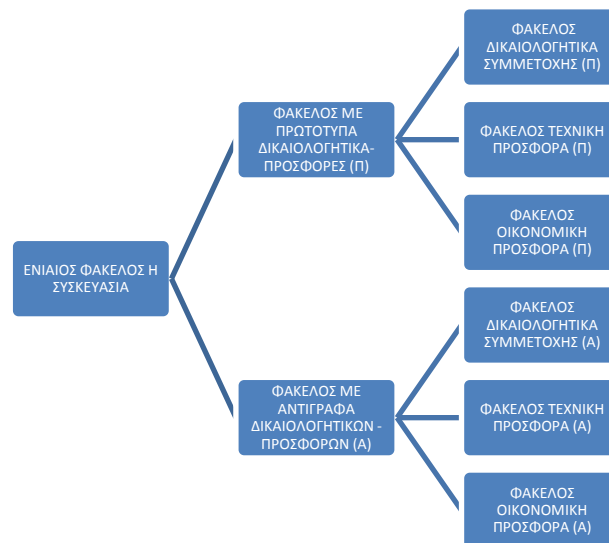 ΕΝΙΑΙΟΣ ΦΑΚΕΛΟΣ Η
ΣΥΣΚΕΥΑΣΙΑ
ΦΑΚΕΛΟΣ ΜΕ
ΠΡΩΤΟΤΥΠΑ
ΔΙΚΑΙΟΛΟΓΗΤΙΚΑ-
ΠΡΟΣΦΟΡΕΣ (Π)
ΦΑΚΕΛΟΣ
ΔΙΚΑΙΟΛΟΓΗΤΙΚΑ
ΣΥΜΜΕΤΟΧΗΣ (Π)
ΦΑΚΕΛΟΣ ΤΕΧΝΙΚΗ
ΠΡΟΣΦΟΡΑ (Π)
ΦΑΚΕΛΟΣ
ΟΙΚΟΝΟΜΙΚΗ
ΠΡΟΣΦΟΡΑ (Π)
ΦΑΚΕΛΟΣ ΜΕ
ΑΝΤΙΓΡΑΦΑ
ΔΙΚΑΙΟΛΟΓΗΤΙΚΩΝ -
ΠΡΟΣΦΟΡΩΝ (Α)
ΦΑΚΕΛΟΣ
ΔΙΚΑΙΟΛΟΓΗΤΙΚΑ
ΣΥΜΜΕΤΟΧΗΣ (Α)
ΦΑΚΕΛΟΣ ΤΕΧΝΙΚΗ
ΠΡΟΣΦΟΡΑ (Α)
ΦΑΚΕΛΟΣ
ΟΙΚΟΝΟΜΙΚΗ
ΠΡΟΣΦΟΡΑ (Α)